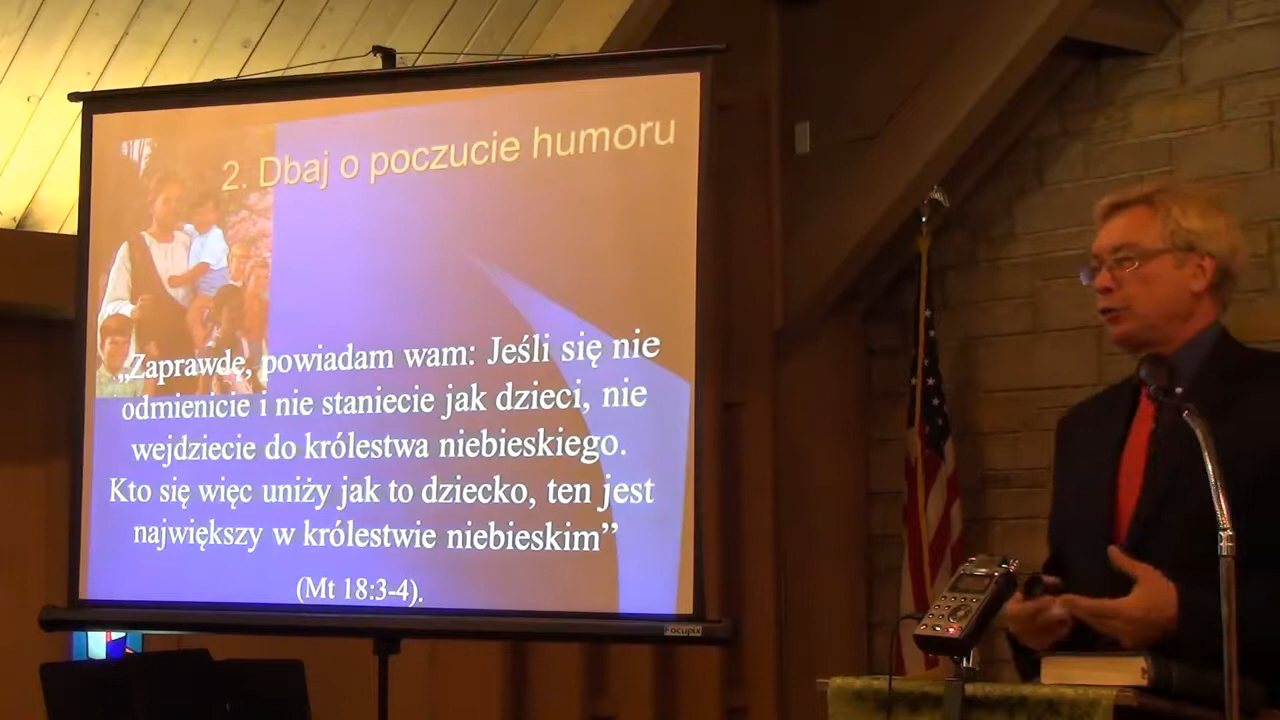 2. Dbaj o poczucie humoru
„Zaprawdę, powiadam wam: Jeśli się nie
odmienicie i nie staniecie jak dzieci, nie
wejdziecie do królestwa niebieskiego.
Kto się więc uniży jak to dziecko, ten jest
największy w królestwie niebieskim”
(Mt 18:3-4).
Focupix